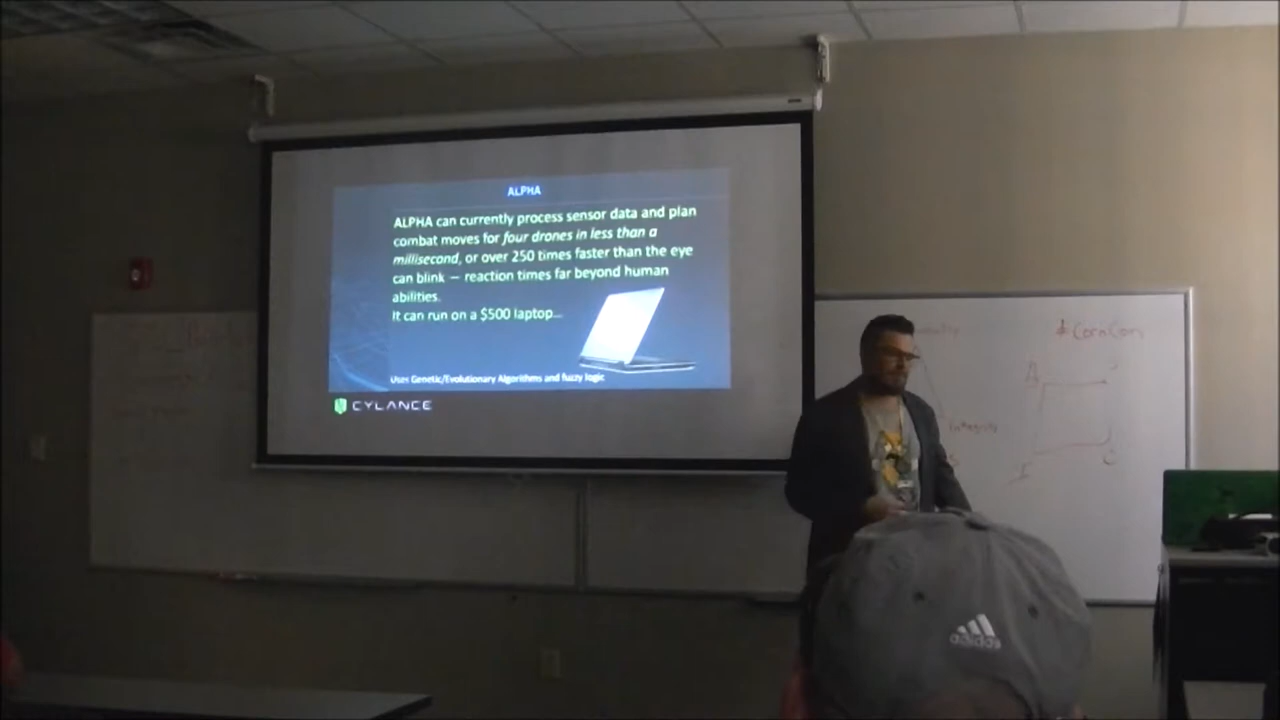 ALPHA
ALPHA can currently process sensor data and plan
combat moves for four drones in less than a
millisecond, or over 250 times faster than the eye
can blink — reaction times far beyond human
abilities.
It can run on a $500 laptop...
Uses Genetic/Evolutionary Algorithms and fuzzy logic
CYLANCE
#CornCon
A
Integrity
I
C
adidas